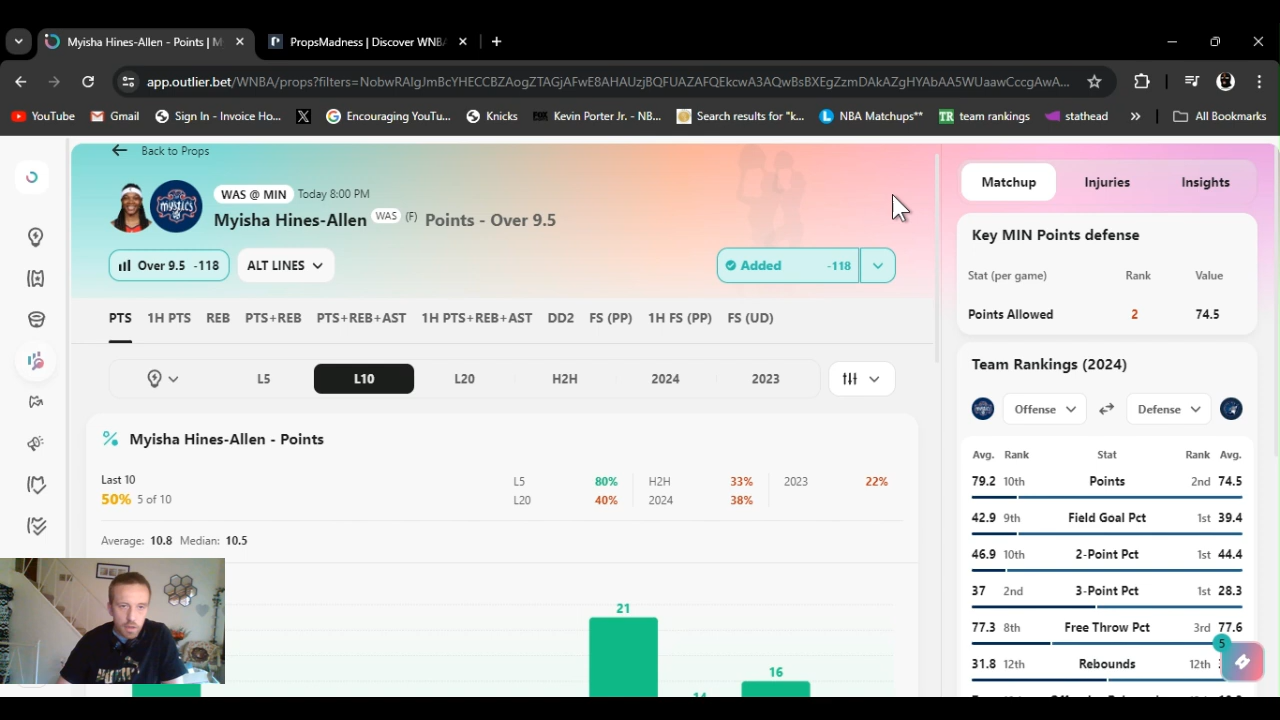 Myisha Hines-Allen - Points | M
PropsMadness | Discover WNBA
app.outlier.bet/WNBA/props?filters=NobwRAlgJmBcYHECCBZAogZTAGjAFwE8AHAUzjBQFUAZAFQEkcwA3AQwBsBXEgZzmDAkAZgHYAbAA5WUaawCccgAwA...
YouTube
Gmail
Sign In - Invoice Ho...
Encouraging YouTu...
Knicks
Kevin Porter Jr. - NB...
Search results for "k...
NBA Matchups**
TR team rankings
stathead
All Bookmarks
Back to Props
WAS @ MIN Today 8:00 PM
Myisha Hines-Allen WAS (F) Points - Over 9.5
mystics
Over 9.5 -118 ALT LINES
Added -118
PTS 1H PTS REB PTS+REB PTS+REB+AST 1H PTS+REB+AST DD2 FS (PP) 1H FS (PP) FS (UD)
L5 L10 L20 H2H 2024 2023
Myisha Hines-Allen - Points
Last 10
50% 5 of 10
L5 80% H2H 33% 2023 22%
L20 40% 2024 38%
Average: 10.8 Median: 10.5
21
16
Matchup Injuries Insights
Key MIN Points defense
Stat (per game) Rank Value
Points Allowed 2 74.5
Team Rankings (2024)
Offense Defense
Avg. Rank Stat Rank Avg.
79.2 10th Points 2nd 74.5
42.9 9th Field Goal Pct 1st 39.4
46.9 10th 2-Point Pct 1st 44.4
37 2nd 3-Point Pct 1st 28.3
77.3 8th Free Throw Pct 3rd 77.6
5
31.8 12th Rebounds 12th